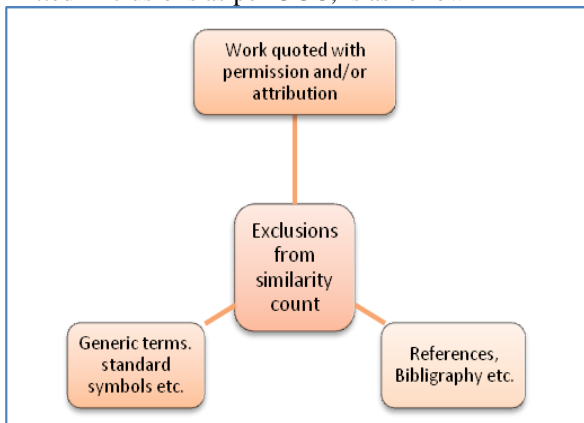 Work quoted with
permission and/or
attribution
Exclusions
from
similarity
count
Generic terms.
standard
symbols etc.
References,
Bibligraphy etc.